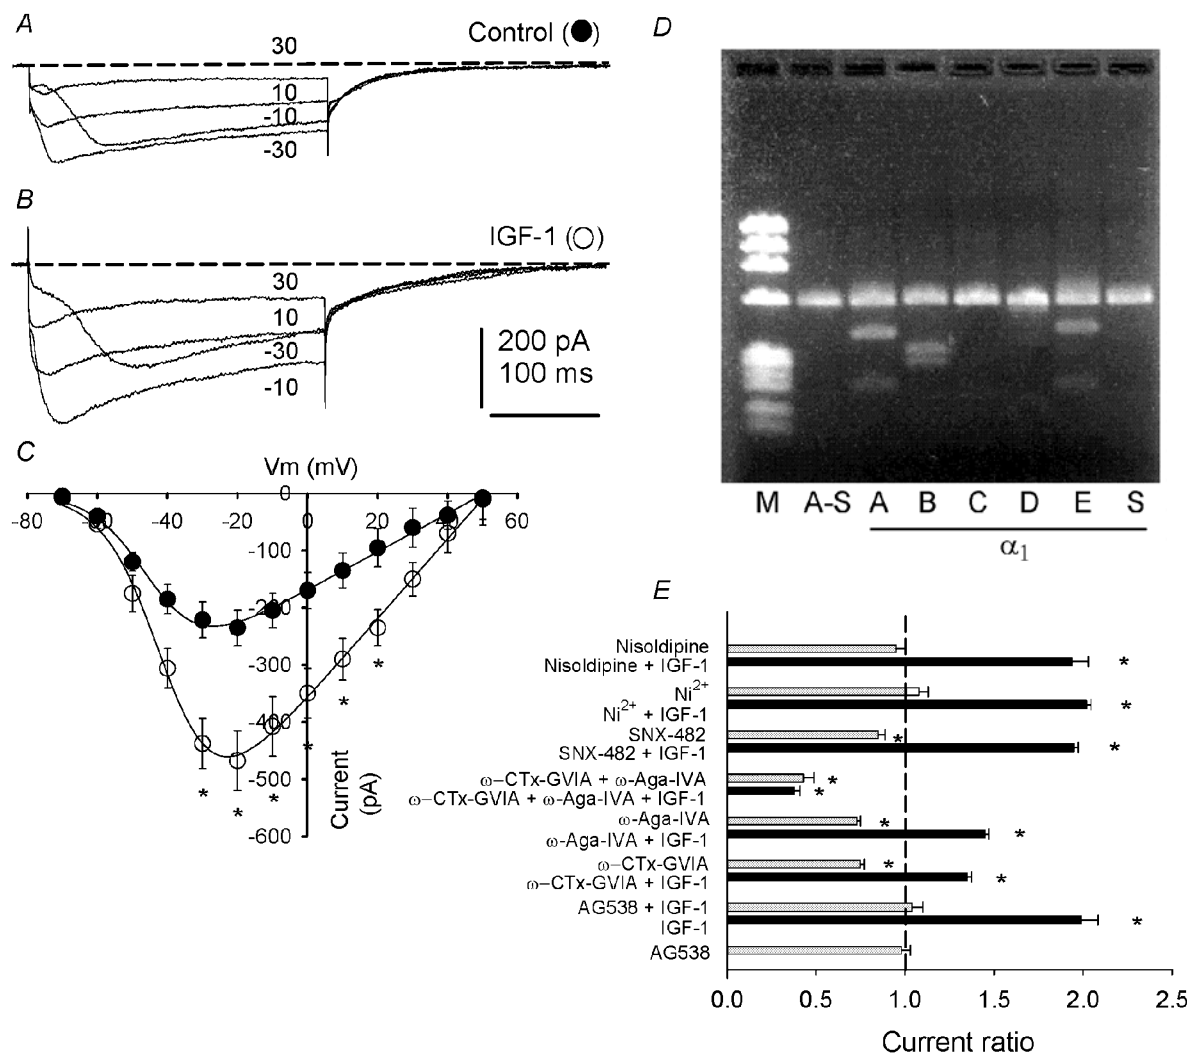 A
Control (●)
30
10
-10
-30
B
IGF-1 (○)
30
10
-30
-10
200 pA
100 ms
C
Vm (mV)
-80 -40 -20 0 20 40 60
0
-100
-300
-400
-500
-600
Current
(pA)
* * * * * *
D
M A-S A B C D E S
α1
E
Nisoldipine
Nisoldipine + IGF-1 *
Ni2+
Ni2+ + IGF-1 *
SNX-482 *
SNX-482 + IGF-1 *
ω-CTx-GVIA + ω-Aga-IVA *
ω-CTx-GVIA + ω-Aga-IVA + IGF-1 *
ω-Aga-IVA *
ω-Aga-IVA + IGF-1 *
ω-CTx-GVIA *
ω-CTx-GVIA + IGF-1 *
AG538 + IGF-1
IGF-1 *
AG538
0.0 0.5 1.0 1.5 2.0 2.5
Current ratio